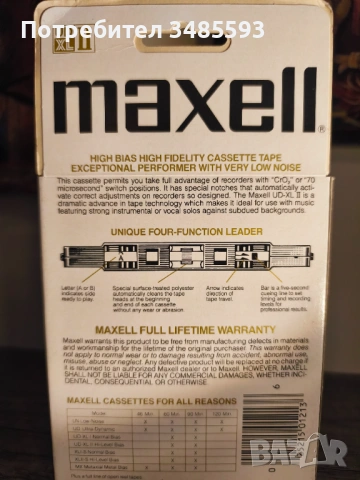 Потребител 3485593
XL II
maxell®
HIGH BIAS HIGH FIDELITY CASSETTE TAPE
EXCEPTIONAL PERFORMER WITH VERY LOW NOISE
This cassette permits you to take full advantage of recorders with "CrO₂" or "70
microsecond" switch positions. It has special notches that automatically acti-
vate correct adjustments on recorders so designed. The Maxell UD-XL II is a
dramatic advance in tape technology which makes it ideal for use with music
featuring strong instrumental or vocal solos against subdued backgrounds.
UNIQUE FOUR-FUNCTION LEADER
Letter (A or B)
indicates side
ready to play.
Special surface-treated polyester
automatically cleans the tape
heads at the beginning
and end of each cassette
without any wear or abrasion.
Arrow indicates
direction of
tape travel.
Bar is a five-second
cueing line to set
timing and recording
levels for
professional results.
MAXELL FULL LIFETIME WARRANTY
Maxell warrants this product to be free from manufacturing defects in materials
and workmanship for the lifetime of the original purchaser. This warranty does
not apply to normal wear or to damage resulting from accident, abnormal use,
misuse, abuse or neglect. Any defective product will be replaced at no charge if
it is returned to an authorized Maxell dealer or to Maxell. HOWEVER, MAXELL
SHALL NOT BE LIABLE FOR ANY COMMERCIAL DAMAGES, WHETHER INCI-
DENTAL, CONSEQUENTIAL OR OTHERWISE.
MAXELL CASSETTES FOR ALL REASONS
Model
BAZAR